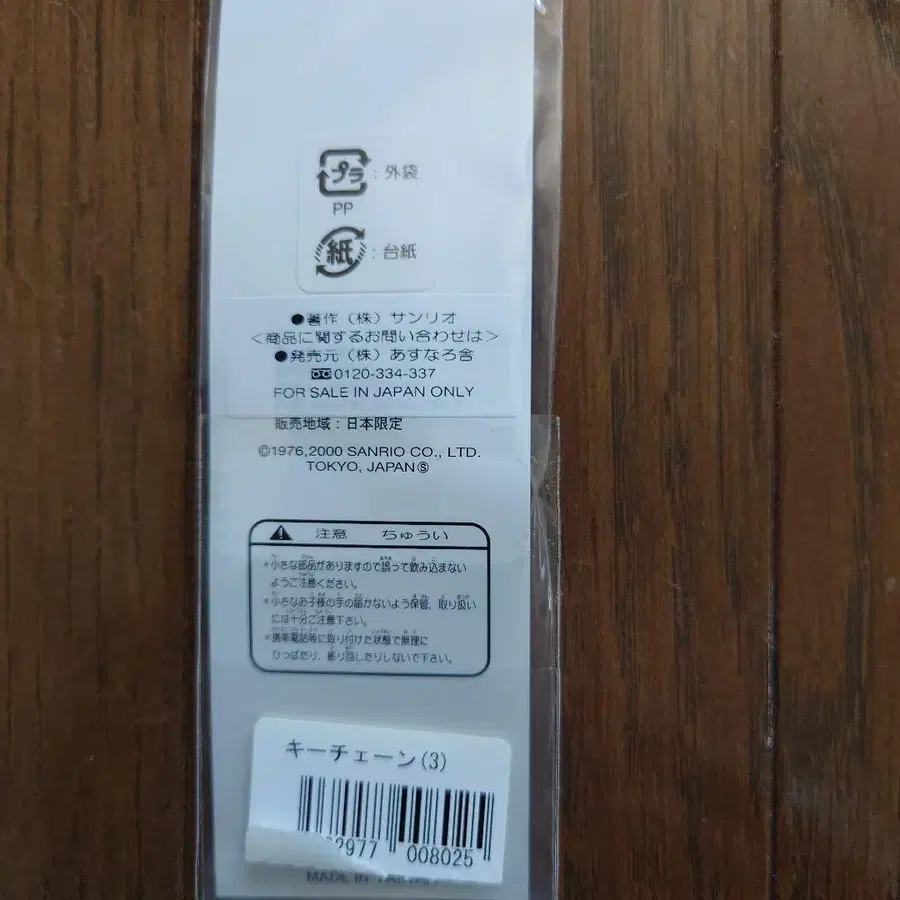 プラ : 外袋
PP
紙 : 台紙
●著作（株）サンリオ
＜商品に関するお問い合わせは＞
●発売元（株）あすなろ舎
0120-334-337
FOR SALE IN JAPAN ONLY
販売地域：日本限定
©1976,2000 SANRIO CO., LTD.
TOKYO, JAPANⓈ
注意 ちゅうい
*小さな部品がありますので誤って飲み込まない
ようご注意ください。
*小さなお子様の手の届かないよう保管、取り扱い
には十分ご注意下さい。
*携帯電話等に取り付けた状態で無理に
ひっぱたり、振り回したりしないで下さい。
キーチェーン(3)
2977 008025
MADE IN